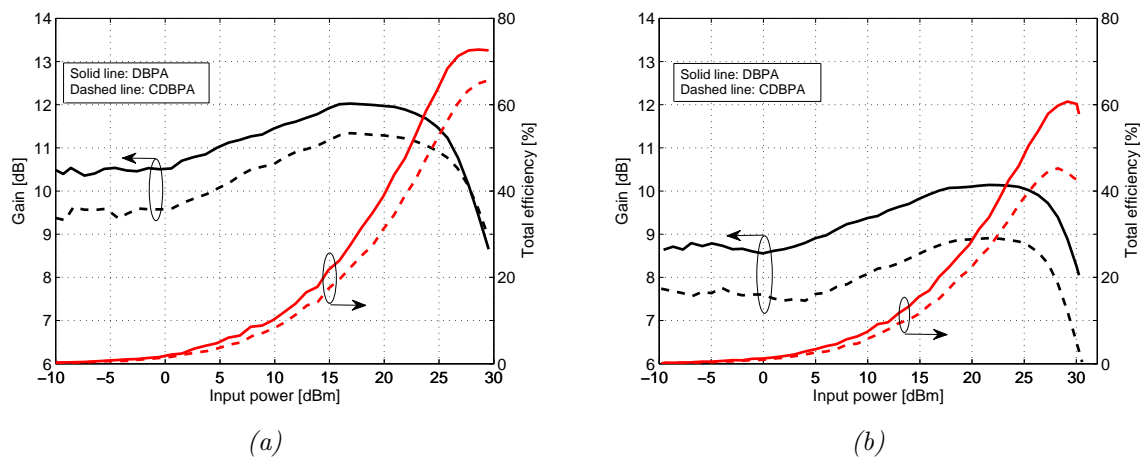 14
13
12
11
10
9
8
7
6
Gain [dB]
Solid line: DBPA
Dashed line: CDBPA
80
60
40
20
0
Total efficiency [%]
−10 −5 0 5 10 15 20 25 30
Input power [dBm]
(a)
14
13
12
11
10
9
8
7
6
Gain [dB]
Solid line: DBPA
Dashed line: CDBPA
80
60
40
20
0
Total efficiency [%]
−10 −5 0 5 10 15 20 25 30
Input power [dBm]
(b)